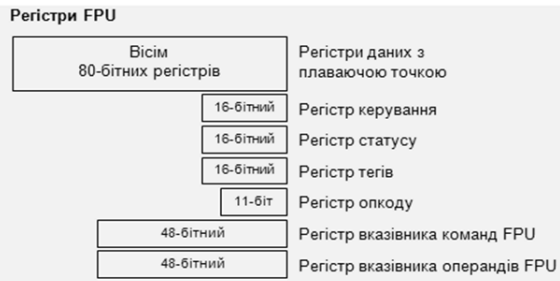 Регістри FPU
Вісім
80-бітних регістрів
Регістри даних з
плаваючою точкою
16-бітний
Регістр керування
16-бітний
Регістр статусу
16-бітний
Регістр тегів
11-біт
Регістр опкоду
48-бітний
Регістр вказівника команд FPU
48-бітний
Регістр вказівника операндів FPU